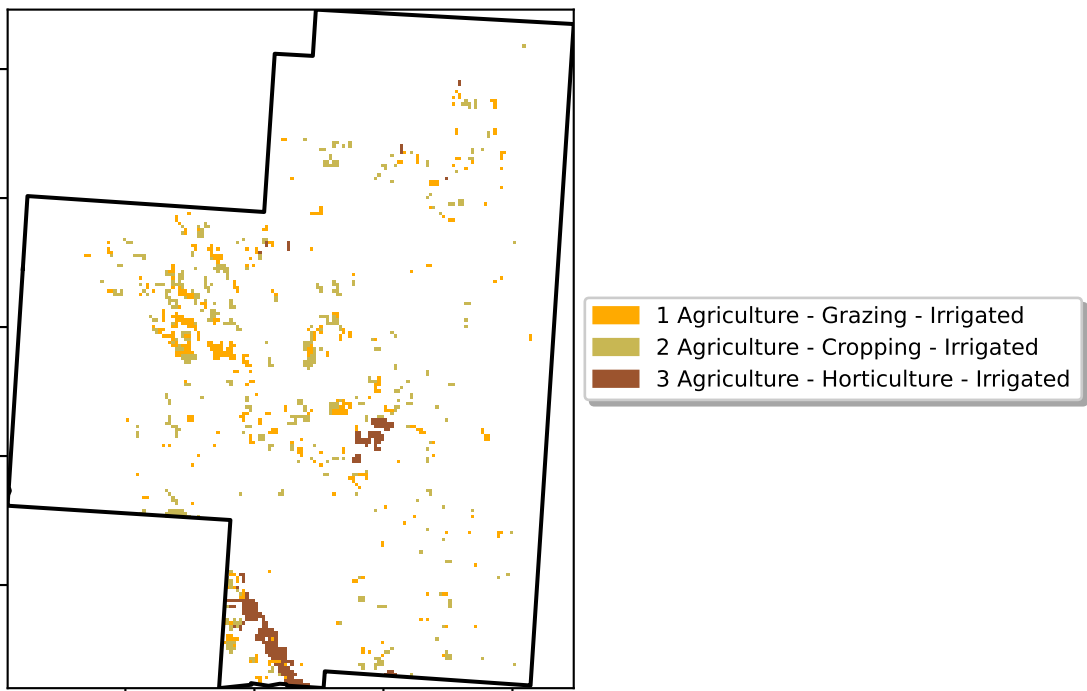 1 Agriculture - Grazing - Irrigated
2 Agriculture - Cropping - Irrigated
3 Agriculture - Horticulture - Irrigated